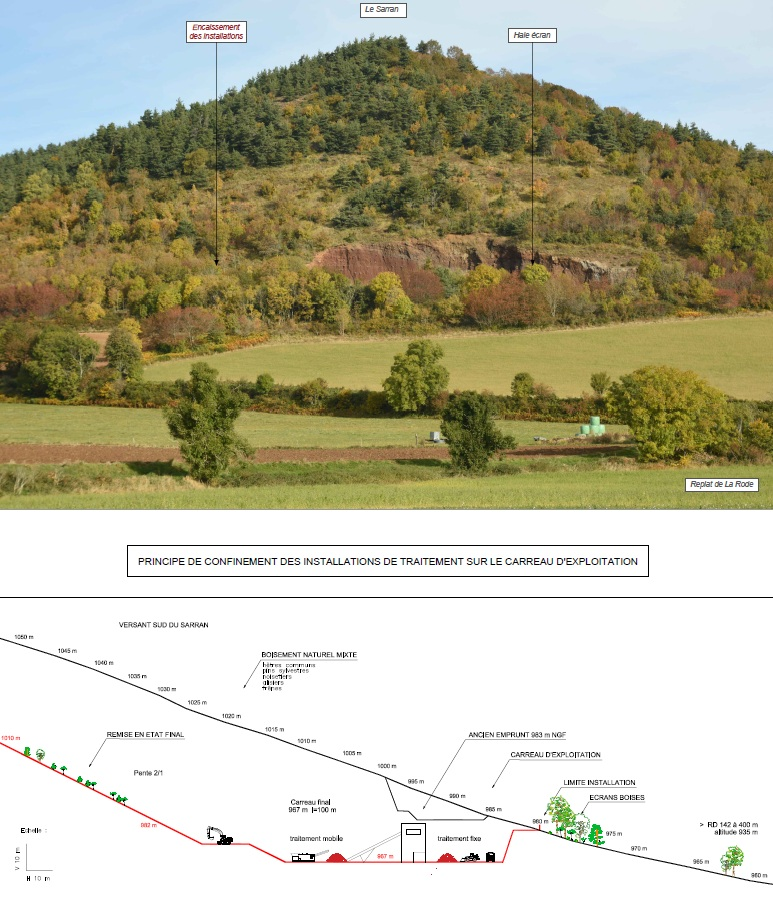 Le Sarran
Encaissement
des installations
Haie écran
Replat de La Rode
PRINCIPE DE CONFINEMENT DES INSTALLATIONS DE TRAITEMENT SUR LE CARREAU D'EXPLOITATION
VERSANT SUD DU SARRAN
1050 m
1045 m
1040 m
1035 m
1030 m
1025 m
1020 m
1015 m
1010 m
1005 m
1000 m
995 m
990 m
985 m
980 m
975 m
970 m
965 m
960 m
BOISEMENT NATUREL MIXTE
hêtres communs
pins sylvestres
noisetiers
alisiers
frênes
1010 m
REMISE EN ETAT FINAL
Pente 2/1
982 m
ANCIEN EMPRUNT 983 m NGF
CARREAU D'EXPLOITATION
LIMITE INSTALLATION
ECRANS BOISES
Carreau final
967 m l=100 m
traitement mobile
traitement fixe
967 m
> RD 142 à 400 m
altitude 935 m
Echelle :
V 10 m
H 10 m